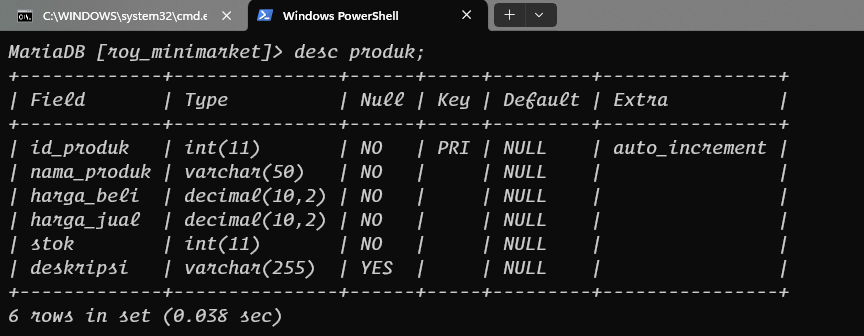 C:\WINDOWS\system32\cmd.e Windows PowerShell
MariaDB [roy_minimarket]> desc produk;
+-------------+---------------+------+-----+---------+----------------+
| Field       | Type          | Null | Key | Default | Extra          |
+-------------+---------------+------+-----+---------+----------------+
| id_produk   | int(11)       | NO   | PRI | NULL    | auto_increment |
| nama_produk | varchar(50)   | NO   |     | NULL    |                |
| harga_beli  | decimal(10,2) | NO   |     | NULL    |                |
| harga_jual  | decimal(10,2) | NO   |     | NULL    |                |
| stok        | int(11)       | NO   |     | NULL    |                |
| deskripsi   | varchar(255)  | YES  |     | NULL    |                |
+-------------+---------------+------+-----+---------+----------------+
6 rows in set (0.038 sec)